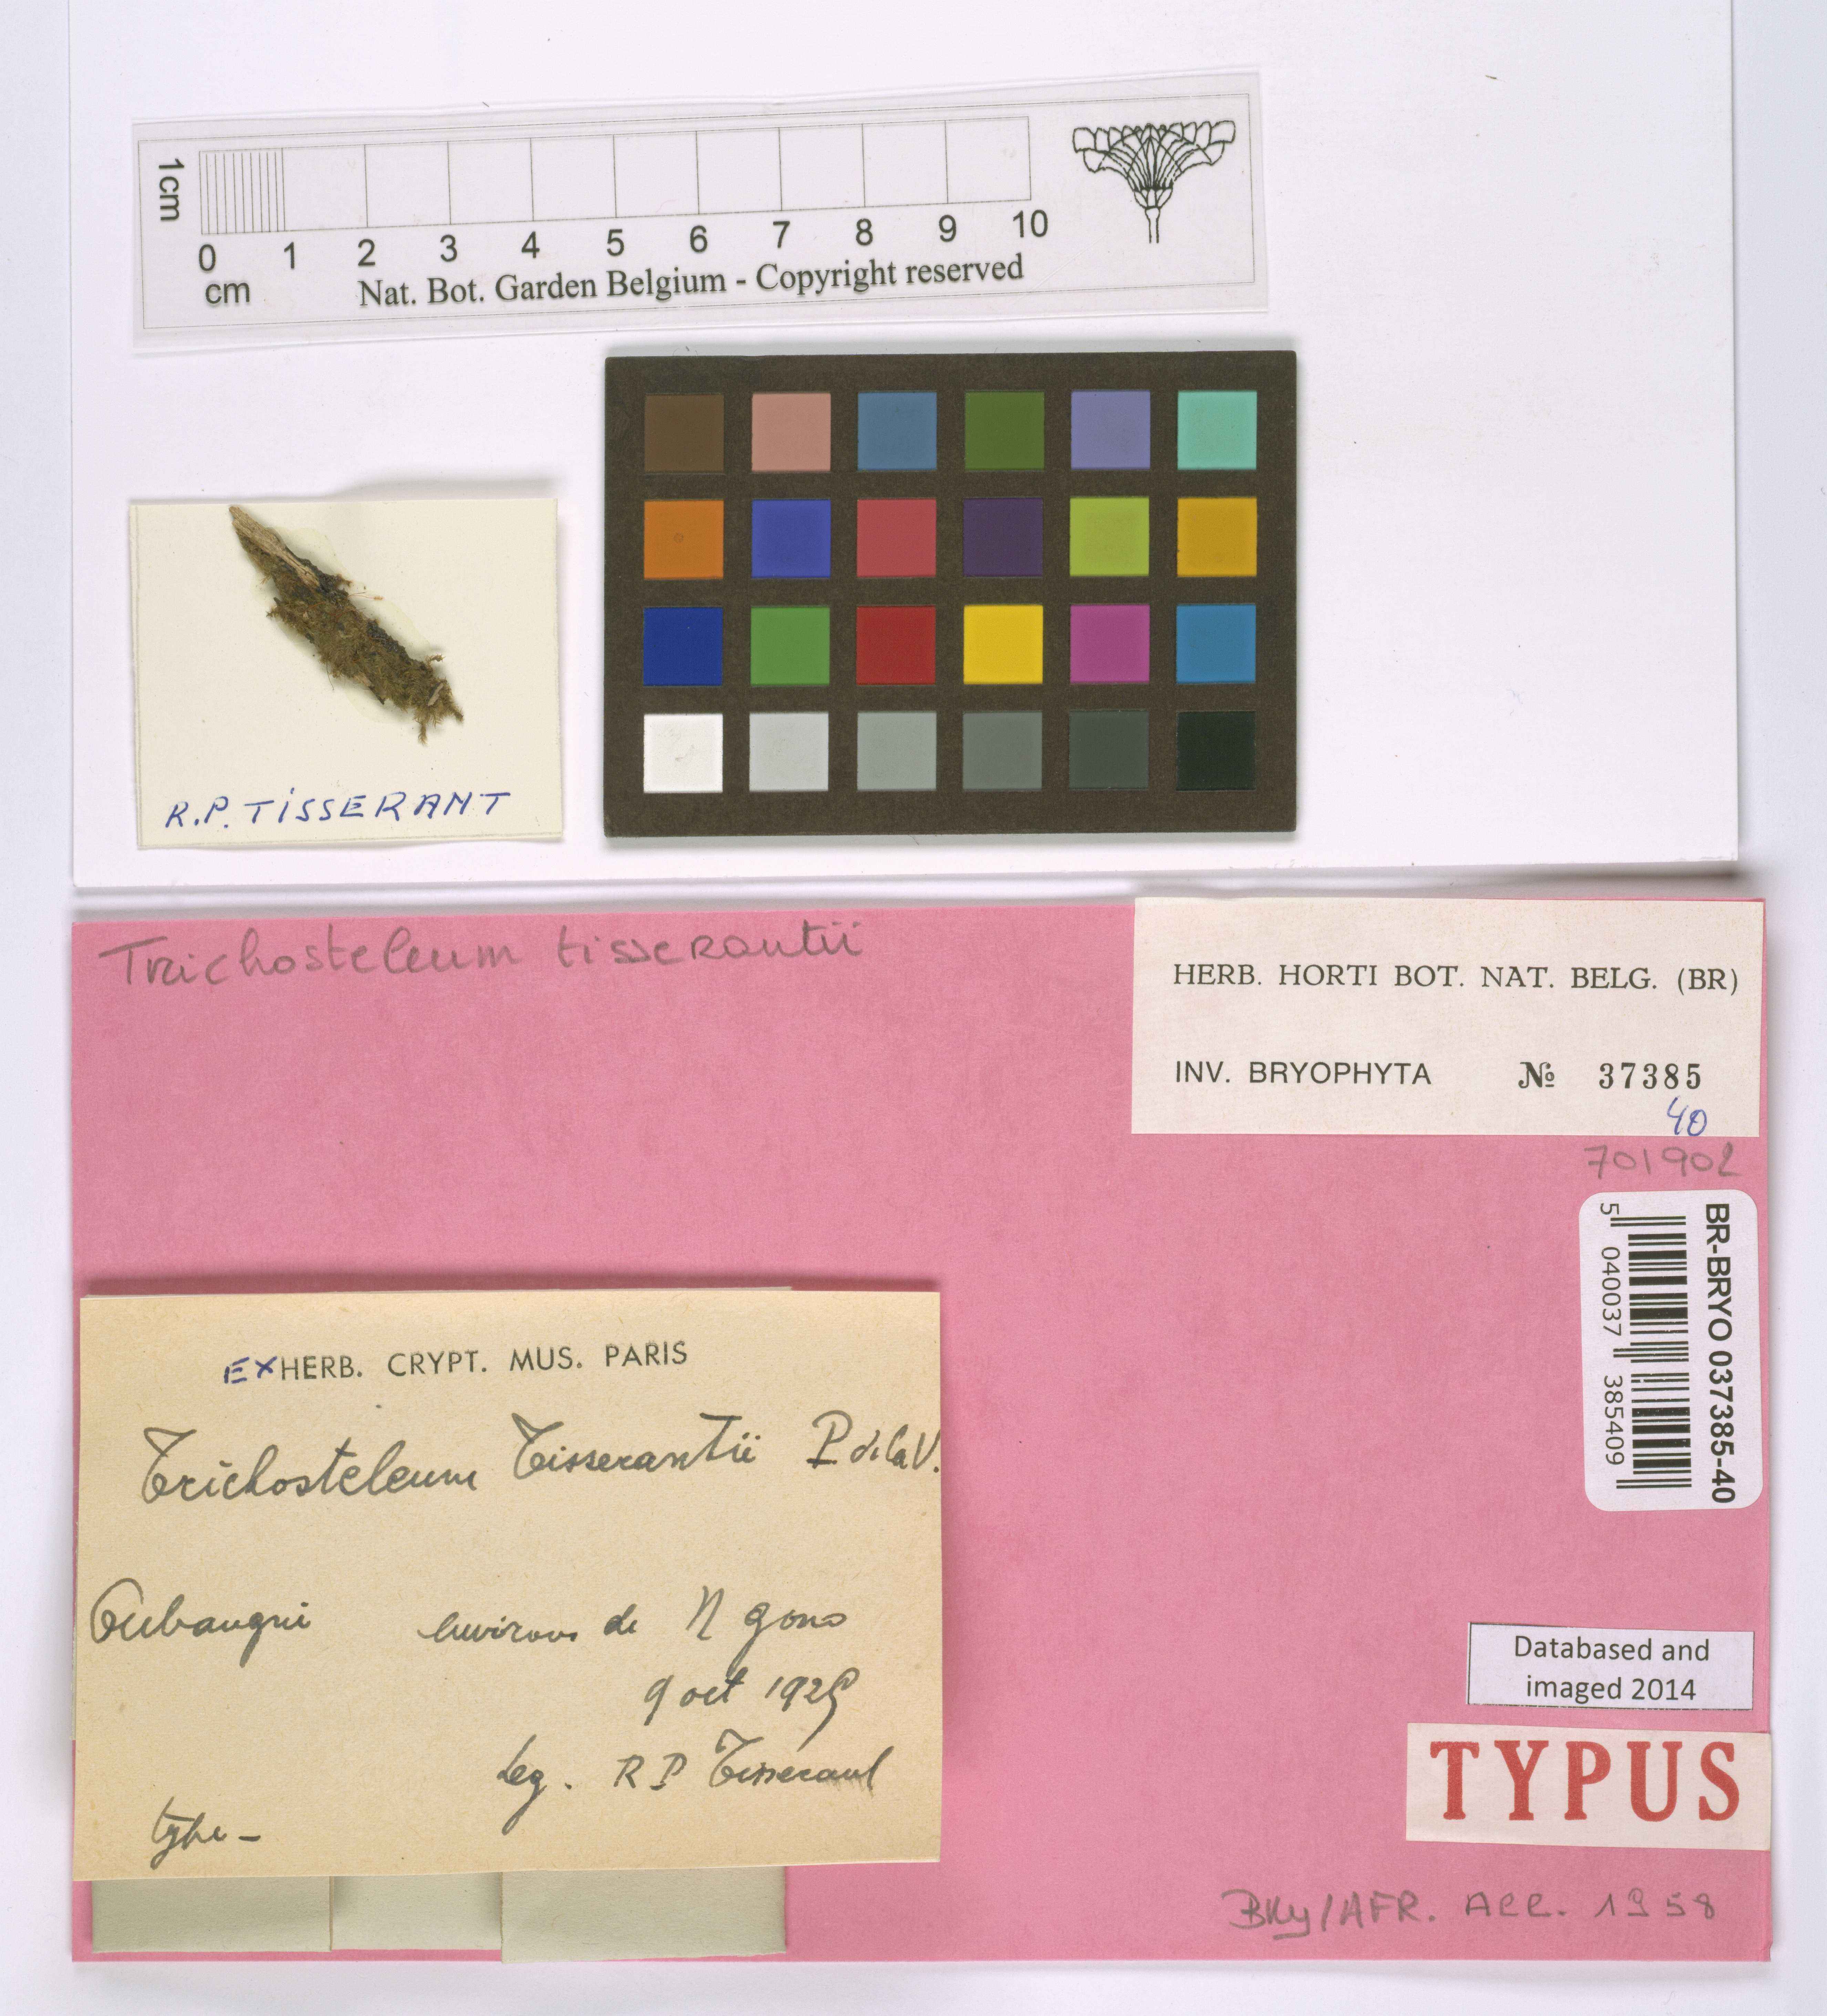 1cm
0 1 2 3 4 5 6 7 8 9 10
cm
Nat. Bot. Garden Belgium - Copyright reserved
R.P. TISSERANT
Trichosteleum tisserantii
HERB. HORTI BOT. NAT. BELG. (BR)
INV. BRYOPHYTA № 37385
40
701902
BR-BRYO 037385-40
5 040037 385409
EX HERB. CRYPT. MUS. PARIS
Trichosteleum Tisserantii P de la V.
Oubangui environs de N gono
9 oct 1925
Leg. R P Tisserant
type -
Databased and
imaged 2014
TYPUS
BRY/AFR. ACC. 1958